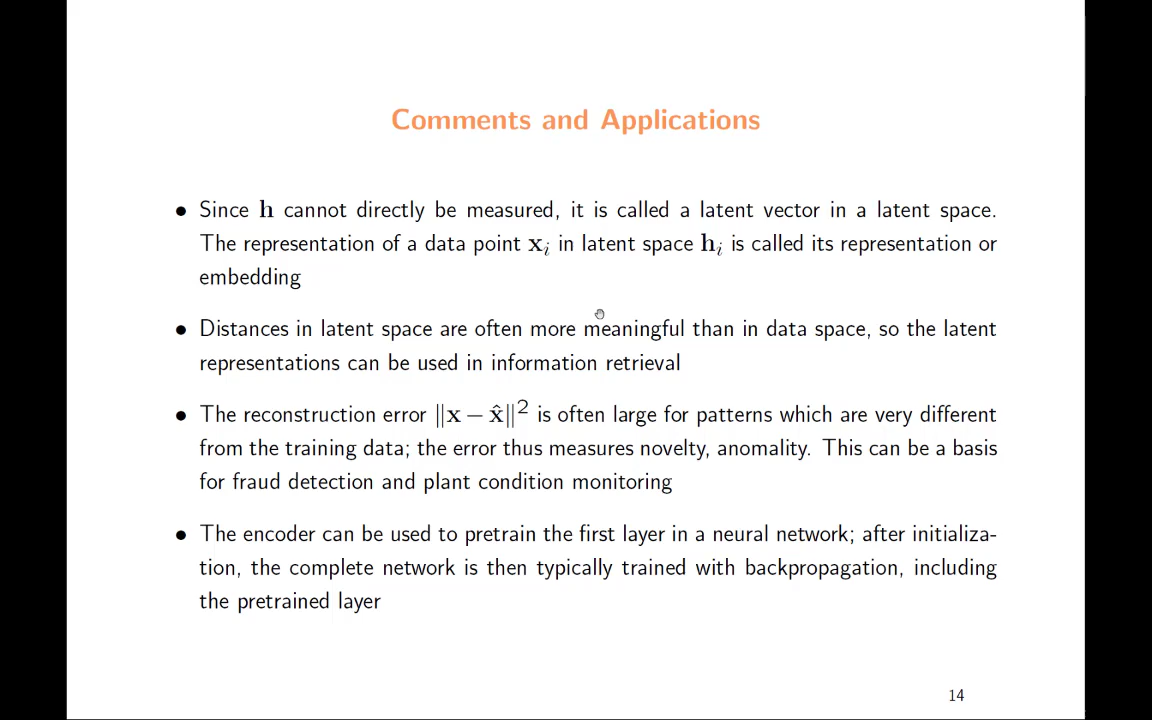 Comments and Applications
• Since h cannot directly be measured, it is called a latent vector in a latent space.
The representation of a data point xᵢ in latent space hᵢ is called its representation or
embedding
• Distances in latent space are often more meaningful than in data space, so the latent
representations can be used in information retrieval
• The reconstruction error ‖x − x̂‖² is often large for patterns which are very different
from the training data; the error thus measures novelty, anomality. This can be a basis
for fraud detection and plant condition monitoring
• The encoder can be used to pretrain the first layer in a neural network; after initializa-
tion, the complete network is then typically trained with backpropagation, including
the pretrained layer
14